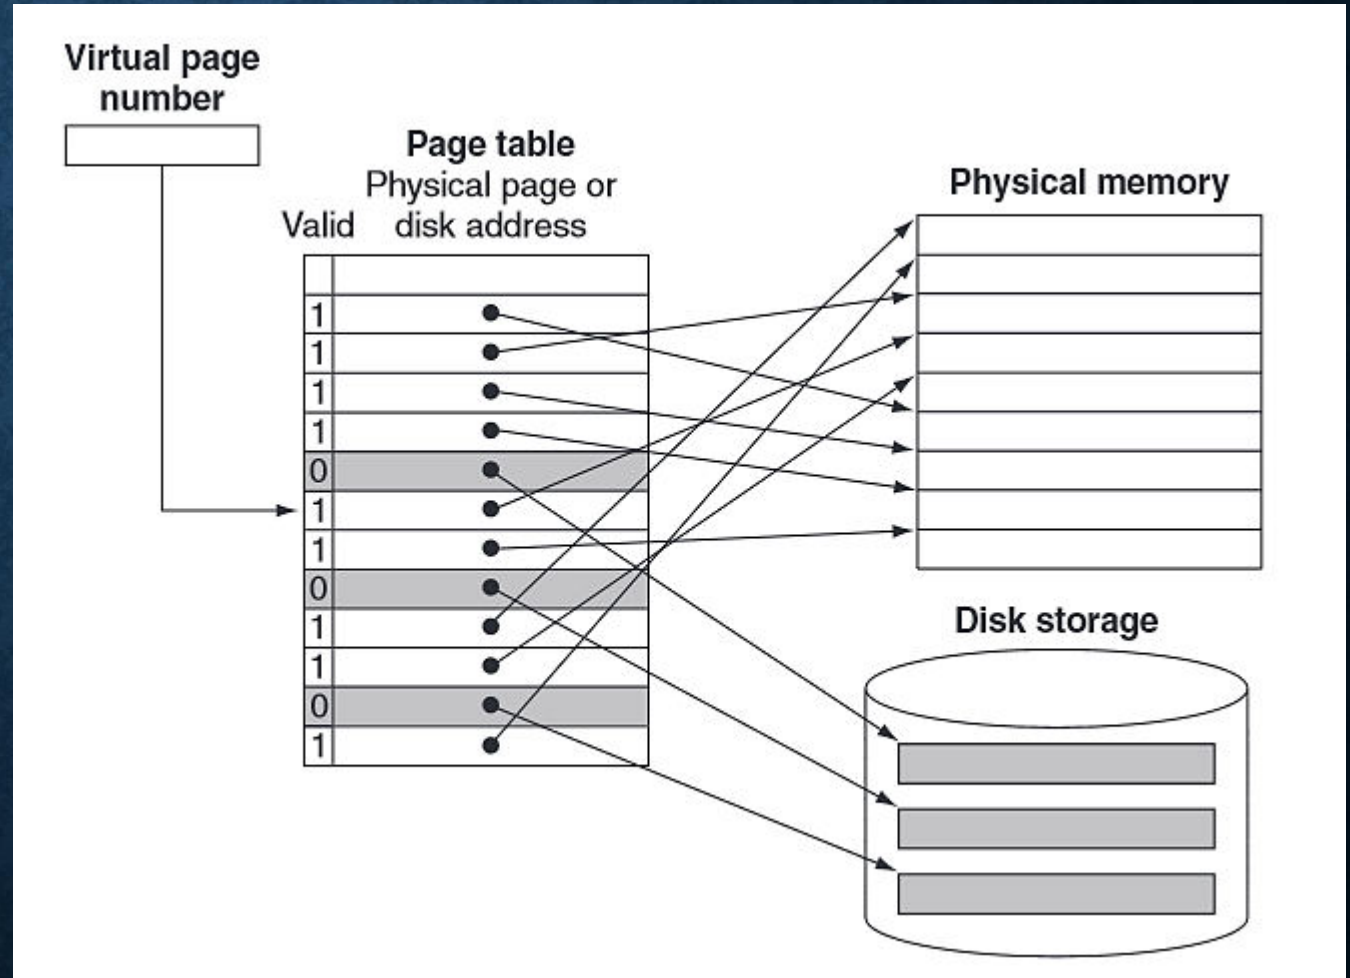 Virtual page
number
Page table
Physical page or
Valid disk address
Physical memory
1
1
1
1
0
1
1
0
1
1
0
1
Disk storage